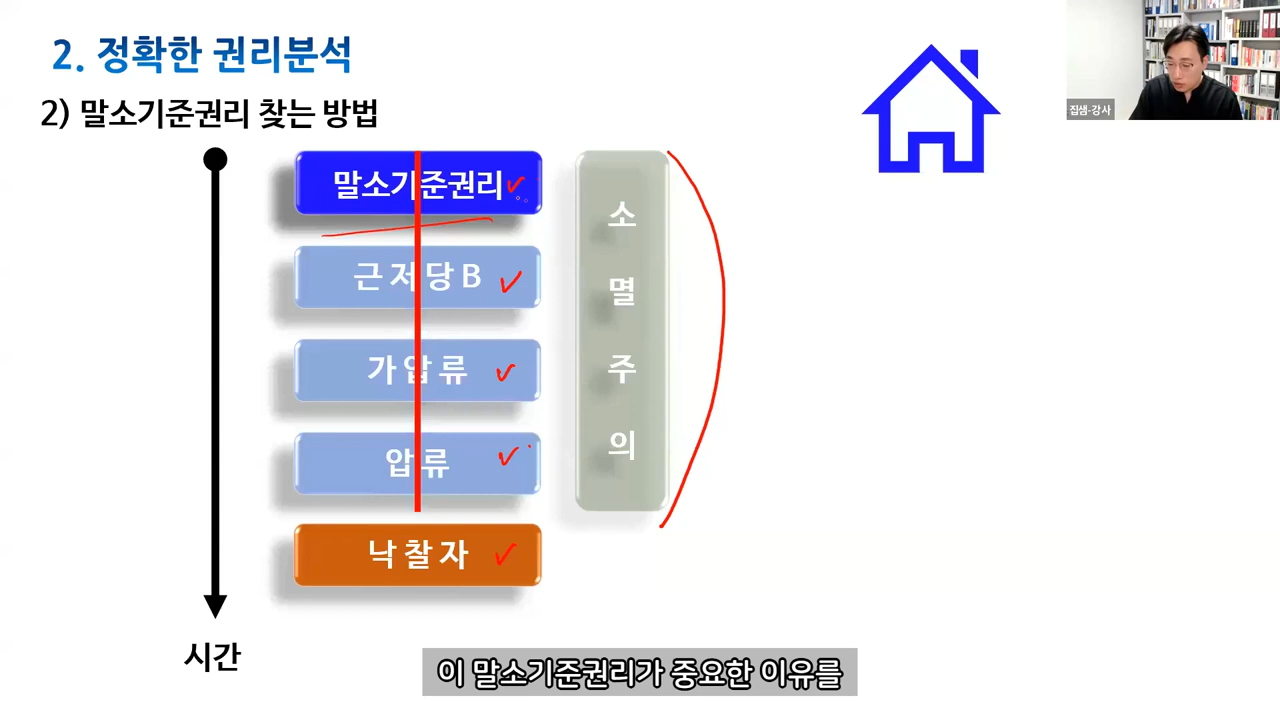 2. 정확한 권리분석
2) 말소기준권리 찾는 방법
집샘-강사
말소기준권리
근 저 당 B
가 압 류
압 류
낙 찰 자
소
멸
주
의
시간
이 말소기준권리가 중요한 이유를